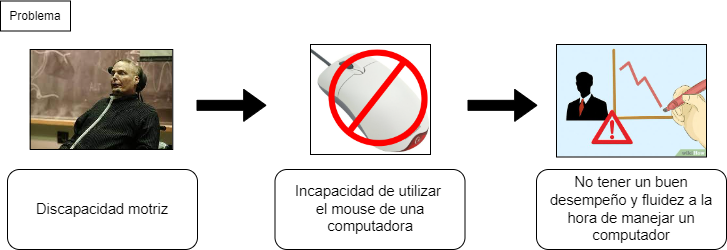 Problema
Discapacidad motriz
Incapacidad de utilizar
el mouse de una
computadora
No tener un buen
desempeño y fluidez a la
hora de manejar un
computador